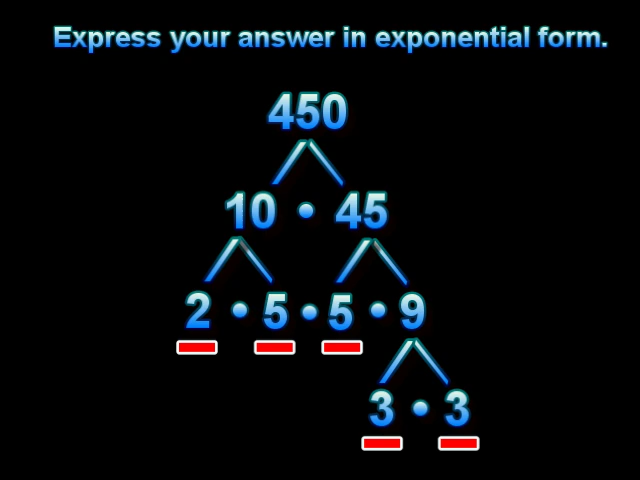 Express your answer in exponential form.
450
10 • 45
2 • 5 • 5 • 9
3 • 3